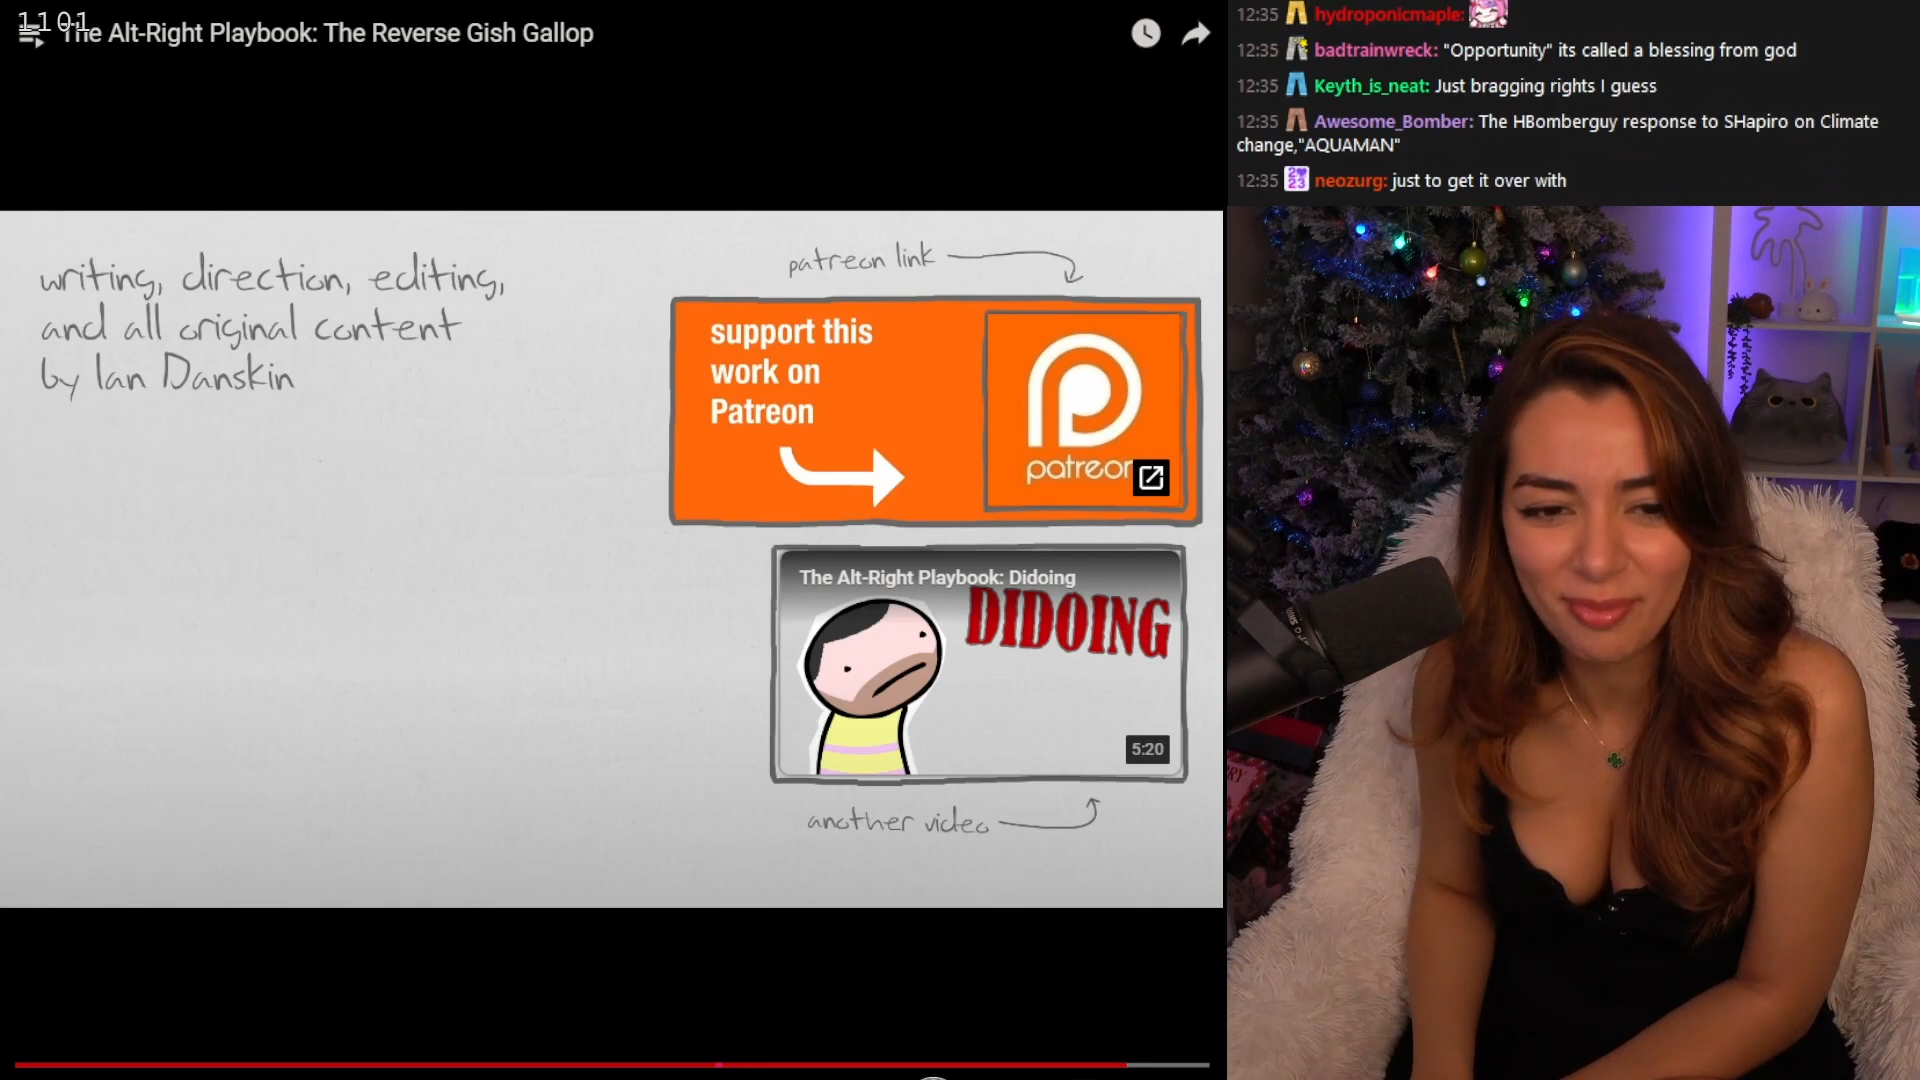 1101
The Alt-Right Playbook: The Reverse Gish Gallop
writing, direction, editing,
and all original content
by Ian Danskin
patreon link
support this
work on
Patreon
patreon
The Alt-Right Playbook: Didoing
DIDOING
5:20
another video
12:35 hydroponicmaple:
12:35 badtrainwreck: "Opportunity" its called a blessing from god
12:35 Keyth_is_neat: Just bragging rights I guess
12:35 Awesome_Bomber: The HBomberguy response to SHapiro on Climate
change,"AQUAMAN"
12:35 neozurg: just to get it over with